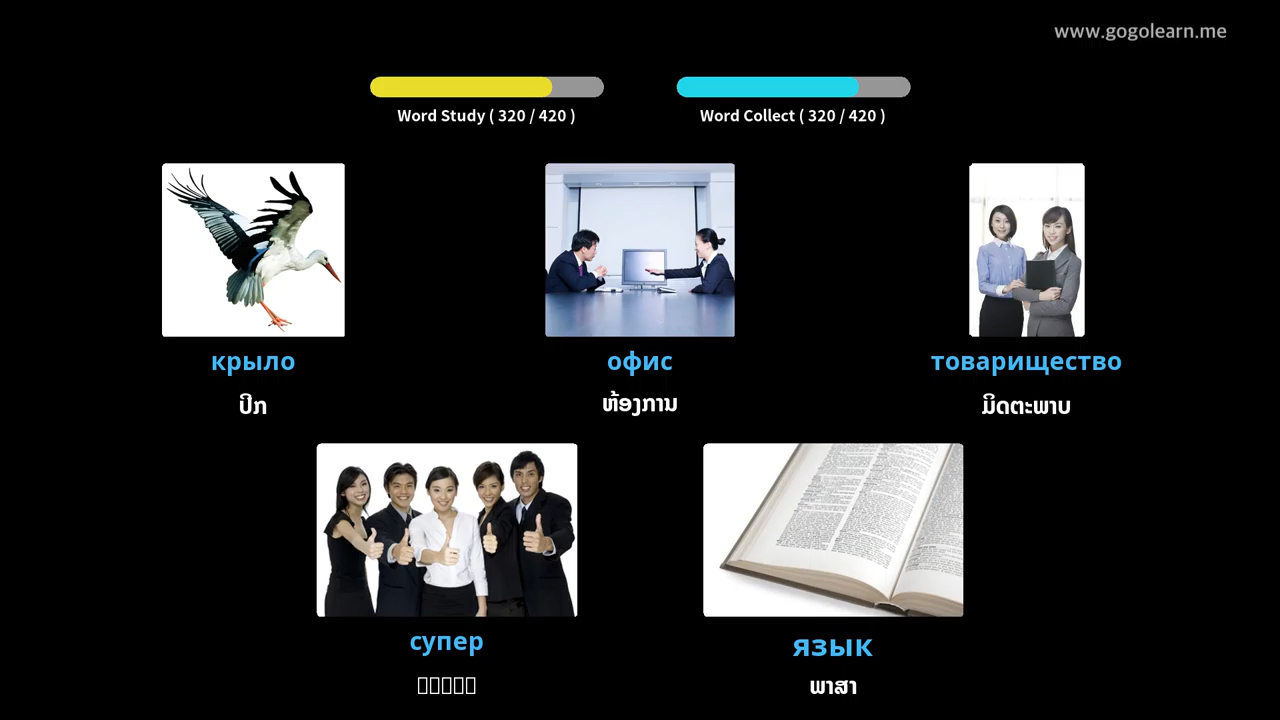 www.gogolearn.me
Word Study ( 320 / 420 )
Word Collect ( 320 / 420 )
крыло
офис
товарищество
ປີກ
ຫ້ອງການ
ມິດຕະພາບ
супер
язык
ພາສາ